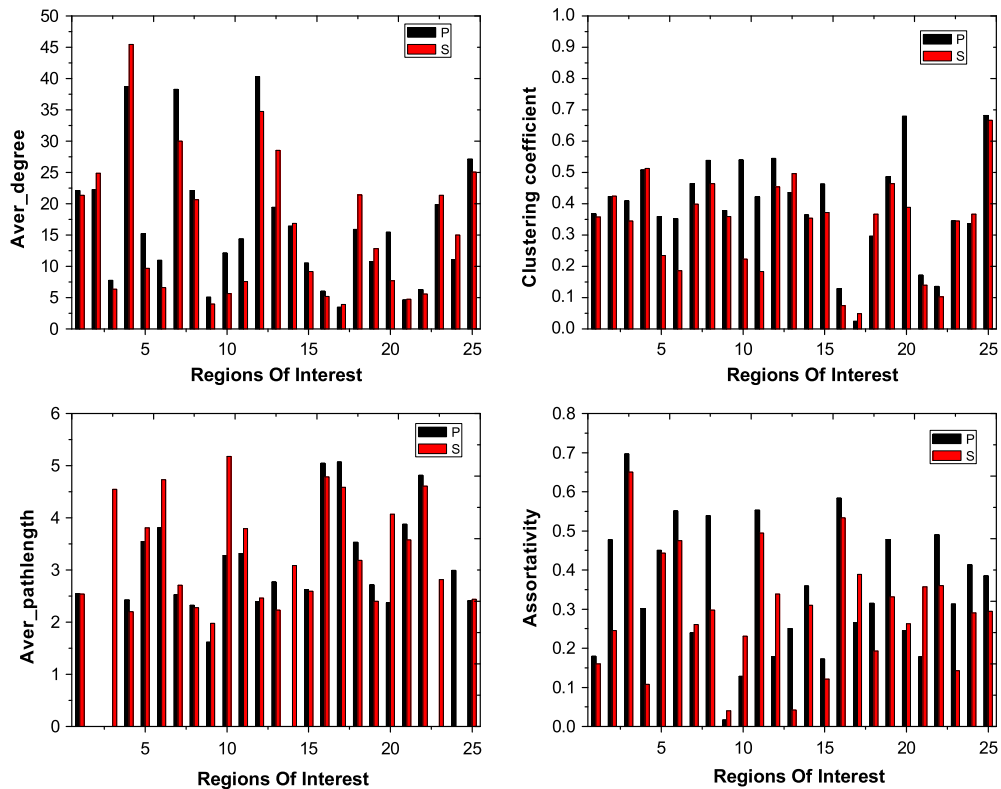 50
45
40
35
30
25
20
15
10
5
0
Aver_degree
P
S
5 10 15 20 25
Regions Of Interest
1.0
0.9
0.8
0.7
0.6
0.5
0.4
0.3
0.2
0.1
0.0
Clustering coefficient
P
S
5 10 15 20 25
Regions Of Interest
6
5
4
3
2
1
0
Aver_pathlength
P
S
5 10 15 20 25
Regions Of Interest
0.8
0.7
0.6
0.5
0.4
0.3
0.2
0.1
0.0
Assortativity
P
S
5 10 15 20 25
Regions Of Interest